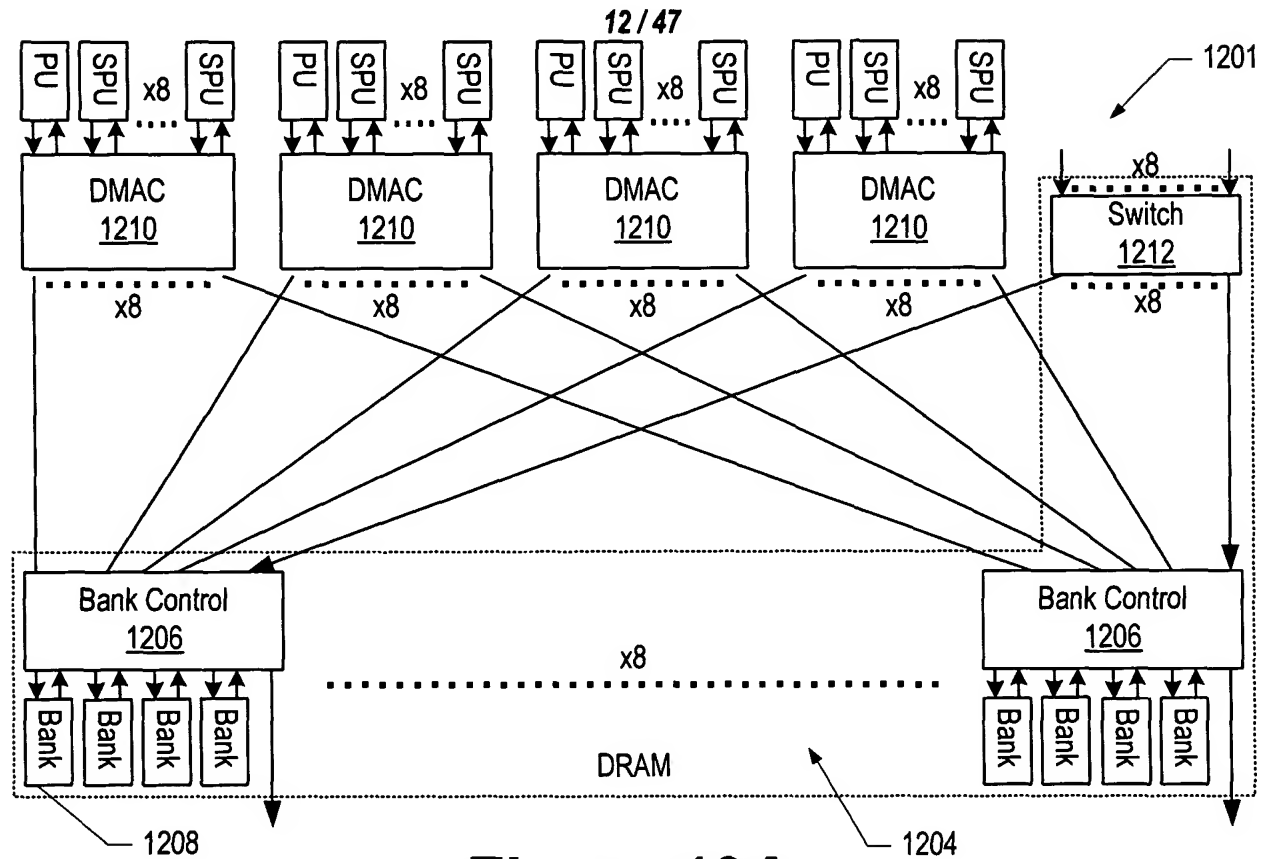 12 / 47
PU SPU x8 SPU PU SPU x8 SPU PU SPU x8 SPU PU SPU x8 SPU
1201
DMAC DMAC DMAC DMAC
1210 1210 1210 1210
x8
Switch
1212
x8 x8 x8 x8 x8
Bank Control Bank Control
1206 1206
x8
Bank Bank Bank Bank Bank Bank Bank Bank
DRAM
1208 1204